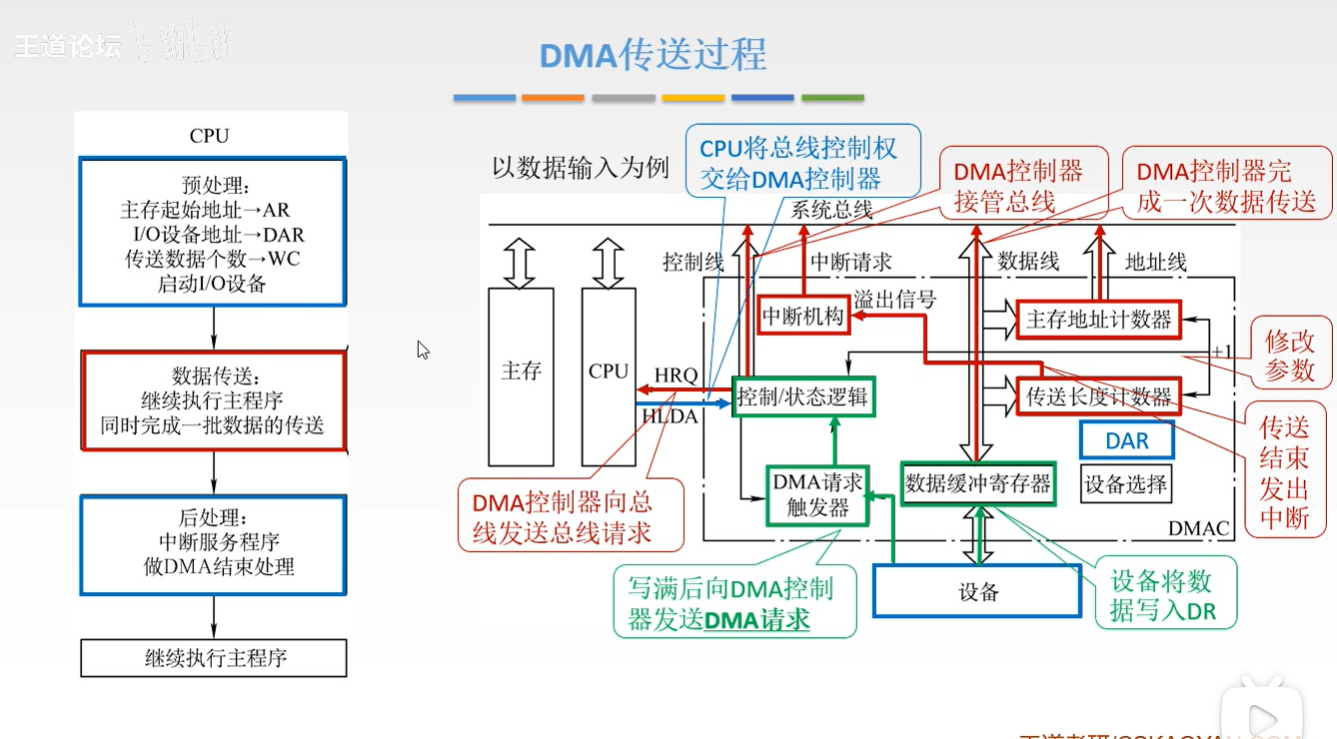 王道论坛
DMA传送过程
CPU
预处理：
主存起始地址→AR
I/O设备地址→DAR
传送数据个数→WC
启动I/O设备
数据传送：
继续执行主程序
同时完成一批数据的传送
后处理：
中断服务程序
做DMA结束处理
继续执行主程序
以数据输入为例
CPU将总线控制权
交给DMA控制器
DMA控制器
接管总线
DMA控制器完
成一次数据传送
系统总线
控制线
中断请求
数据线
地址线
中断机构
溢出信号
主存地址计数器
+1
修改
参数
主存
CPU
HRQ
HLDA
控制/状态逻辑
传送长度计数器
DAR
传送
结束
发出
中断
DMA请求
触发器
数据缓冲寄存器
设备选择
DMAC
DMA控制器向总
线发送总线请求
写满后向DMA控制
器发送DMA请求
设备
设备将数
据写入DR